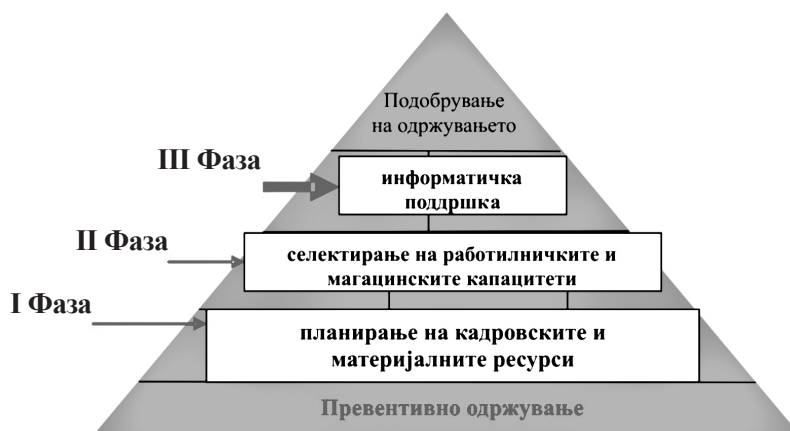 Подобрување
на одржувањето
III Фаза
информатичка
поддршка
II Фаза
селектирање на работилничките и
магацинските капацитети
I Фаза
планирање на кадровските и
материјалните ресурси
Превентивно одржување